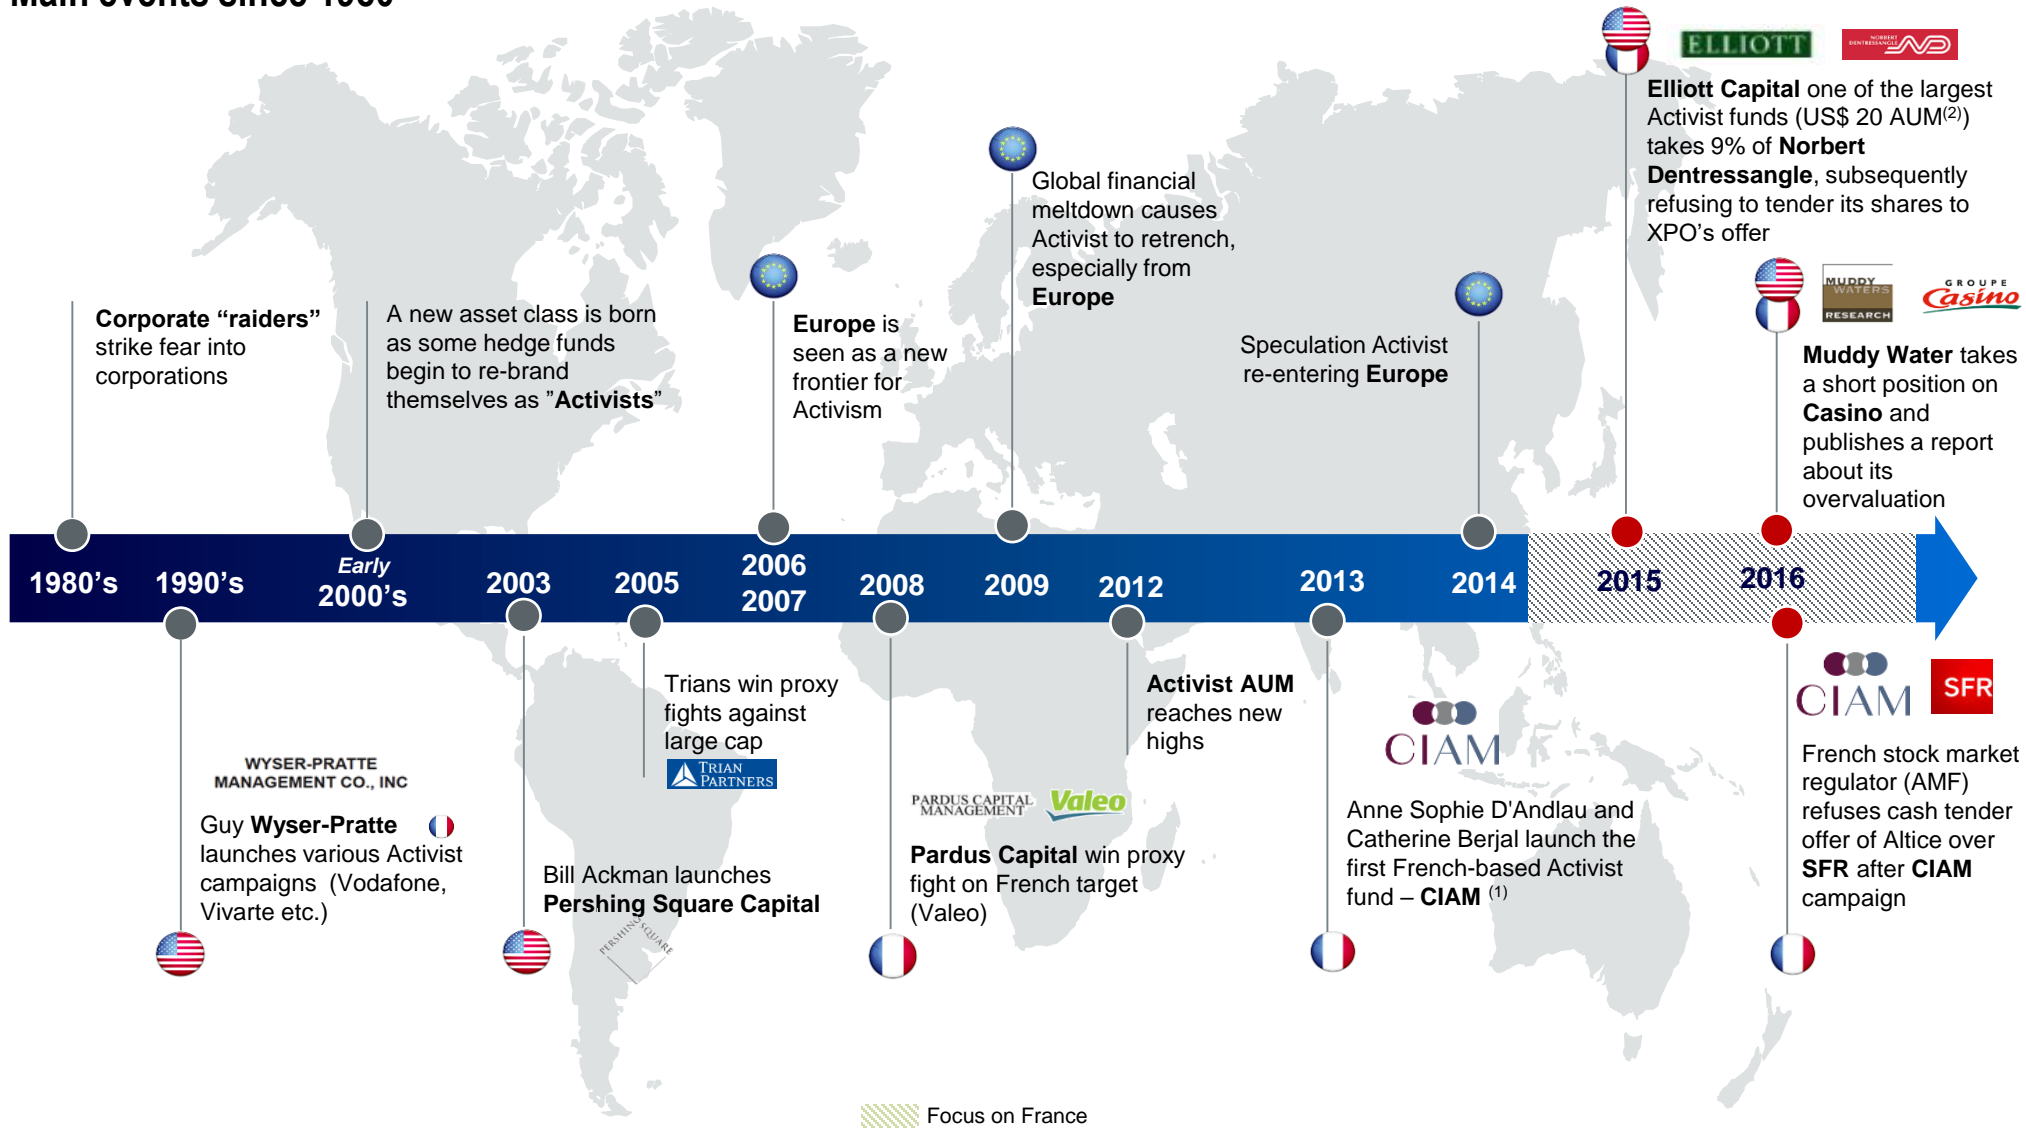 Main events since 1980
ELLIOTT
NORBERT
DENTRESSANGLE
Elliott Capital one of the largest
Activist funds (US$ 20 AUM(2))
takes 9% of Norbert
Dentressangle, subsequently
refusing to tender its shares to
XPO’s offer
Global financial
meltdown causes
Activist to retrench,
especially from
Europe
MUDDY
WATERS
RESEARCH
GROUPE
Casino
Corporate “raiders”
strike fear into
corporations
A new asset class is born
as some hedge funds
begin to re-brand
themselves as ”Activists”
Europe is
seen as a new
frontier for
Activism
Speculation Activist
re-entering Europe
Muddy Water takes
a short position on
Casino and
publishes a report
about its
overvaluation
1980’s
1990’s
Early
2000’s
2003
2005
2006
2007
2008
2009
2012
2013
2014
2015
2016
WYSER-PRATTE
MANAGEMENT CO., INC
Guy Wyser-Pratte
launches various Activist
campaigns (Vodafone,
Vivarte etc.)
Bill Ackman launches
Pershing Square Capital
PERSHING SQUARE
Trians win proxy
fights against
large cap
TRIAN
PARTNERS
PARDUS CAPITAL
MANAGEMENT
Valeo
Pardus Capital win proxy
fight on French target
(Valeo)
Activist AUM
reaches new
highs
CIAM
Anne Sophie D'Andlau and
Catherine Berjal launch the
first French-based Activist
fund – CIAM (1)
CIAM
SFR
French stock market
regulator (AMF)
refuses cash tender
offer of Altice over
SFR after CIAM
campaign
Focus on France